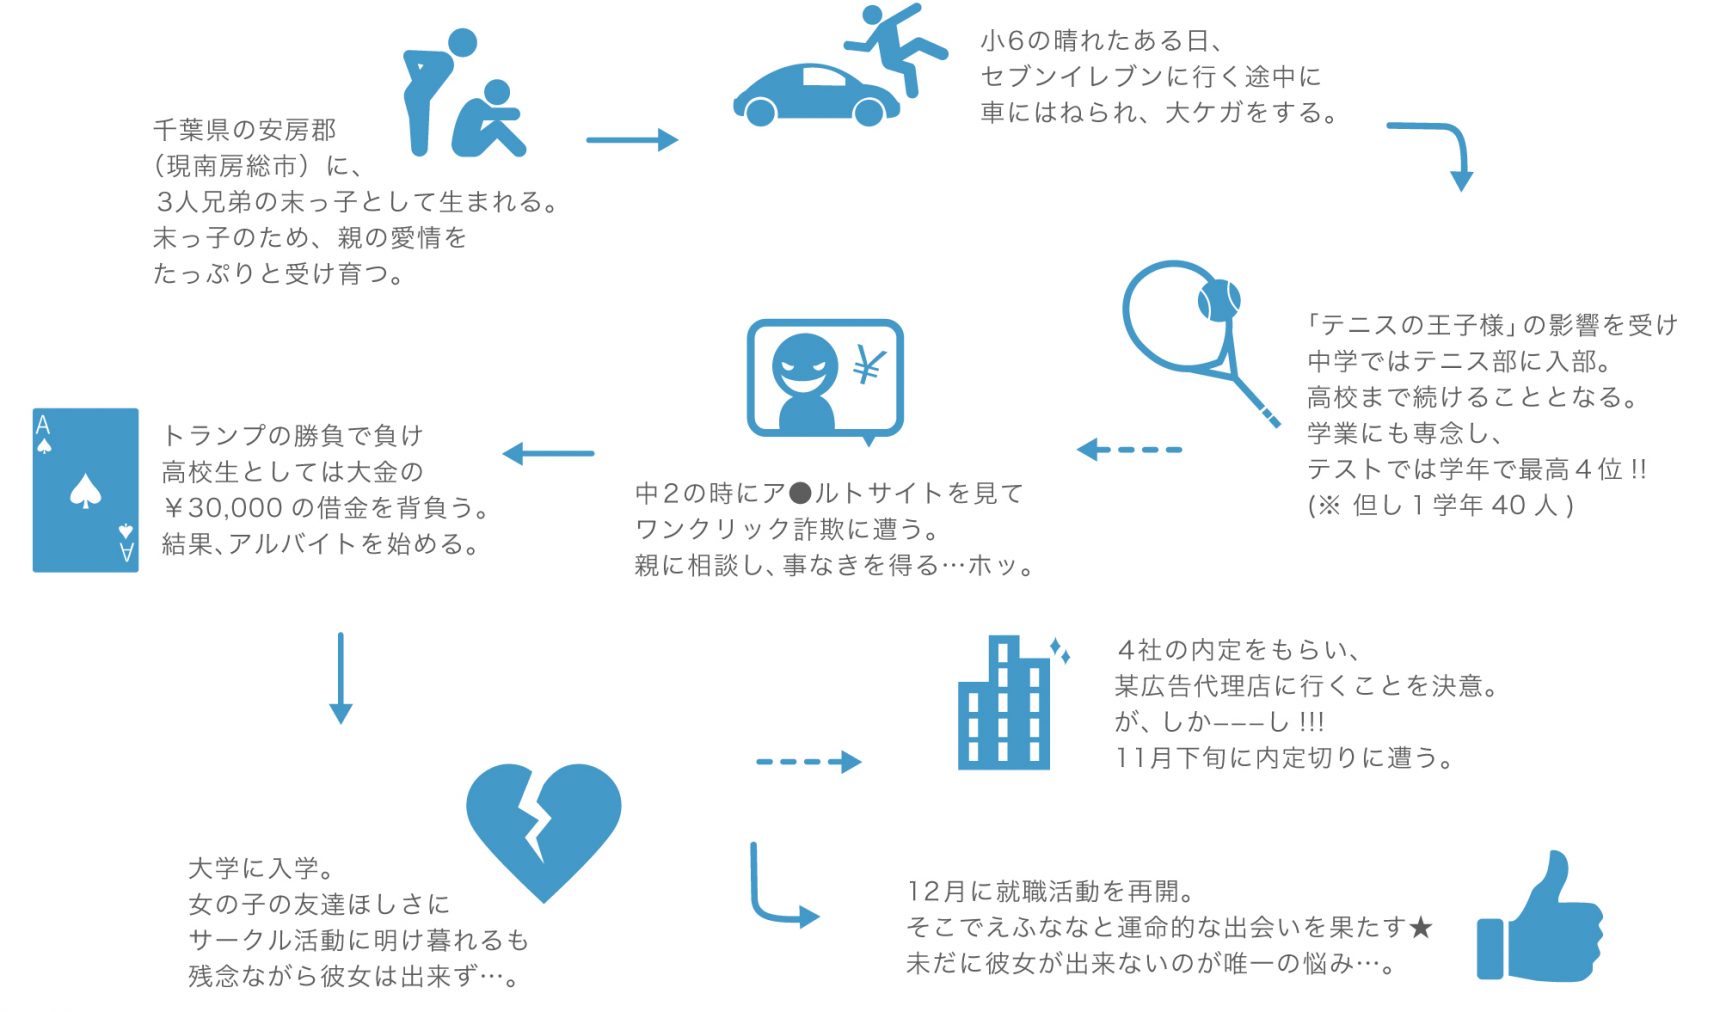 千葉県の安房郡
（現南房総市）に、
3人兄弟の末っ子として生まれる。
末っ子のため、親の愛情を
たっぷりと受け育つ。
小6の晴れたある日、
セブンイレブンに行く途中に
車にはねられ、大ケガをする。
「テニスの王子様」の影響を受け
中学ではテニス部に入部。
高校まで続けることとなる。
学業にも専念し、
テストでは学年で最高４位 !!
(※ 但し 1 学年 40 人 )
¥
中２の時にア●ルトサイトを見て
ワンクリック詐欺に遭う。
親に相談し、事なきを得る…ホッ。
A
トランプの勝負で負け
高校生としては大金の
￥30,000 の借金を背負う。
結果、アルバイトを始める。
A
大学に入学。
女の子の友達ほしさに
サークル活動に明け暮れるも
残念ながら彼女は出来ず…。
４社の内定をもらい、
某広告代理店に行くことを決意。
が、しか−−−し !!!
11月下旬に内定切りに遭う。
12月に就職活動を再開。
そこでえふななと運命的な出会いを果たす★
未だに彼女が出来ないのが唯一の悩み…。